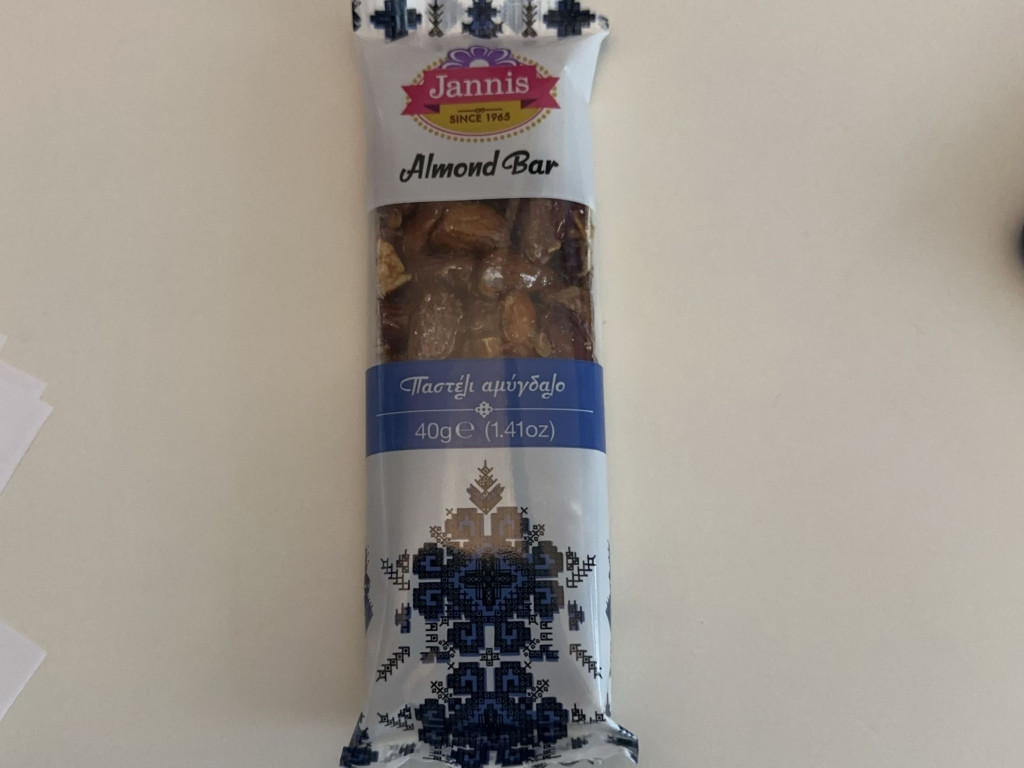 Jannis
SINCE 1965
Almond Bar
Παστέλι αμύγδαλο
40g℮ (1.41oz)